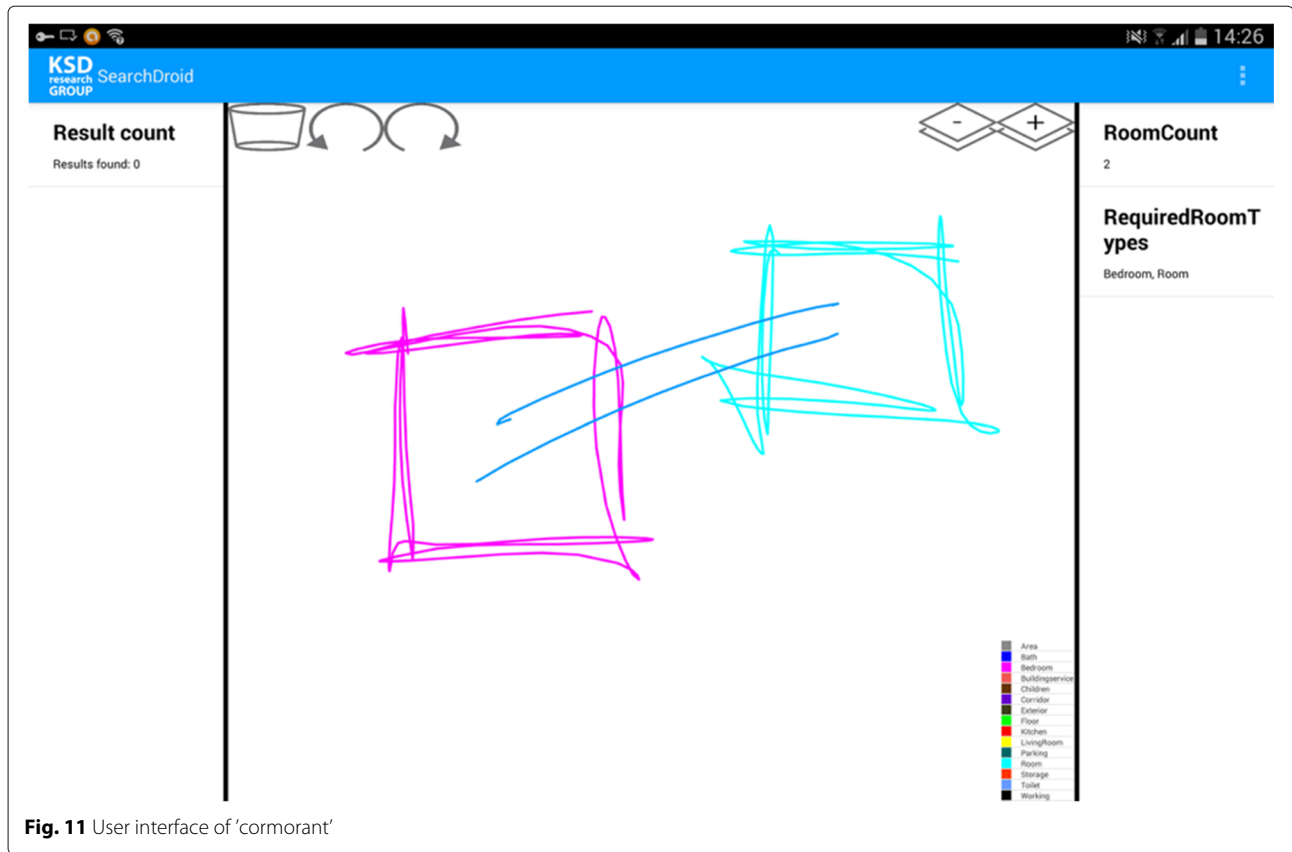 14:26
KSD
research
GROUP
SearchDroid
Result count
Results found: 0
-
+
RoomCount
2
RequiredRoomT
ypes
Bedroom, Room
Area
Bath
Bedroom
Buildingservice
Children
Corridor
Exterior
Floor
Kitchen
LivingRoom
Parking
Room
Storage
Toilet
Working
Fig. 11 User interface of 'cormorant'